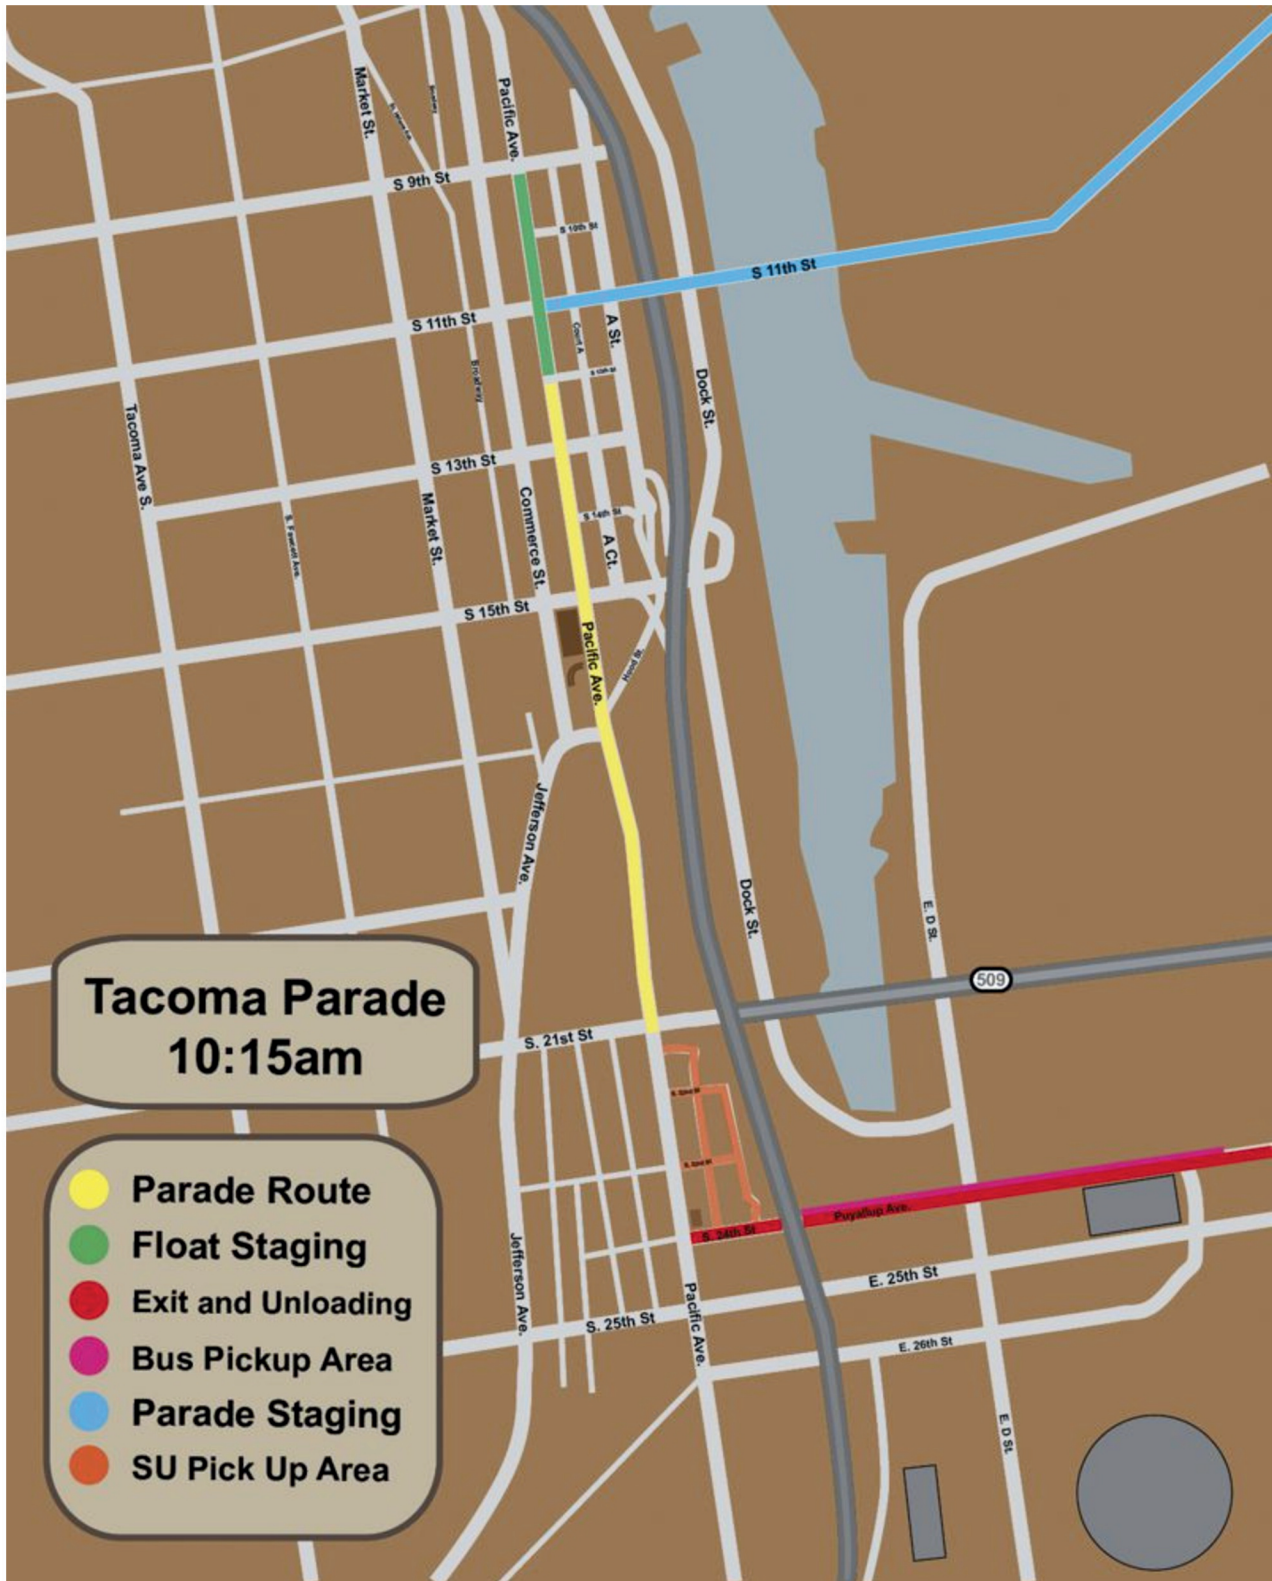 Market St.
Pacific Ave.
Broadway
S 9th St
S 10th St
S 11th St
S 11th St
Court A
A St.
Broadway
Dock St.
Tacoma Ave S.
S 13th St
Market St.
Commerce St.
S 14th St
A Ct.
S. Fawcett Ave.
S 15th St
Pacific Ave.
Hood St.
Jefferson Ave.
Dock St.
E. D St.
509
S. 21st St
Tacoma Parade
10:15am
Puyallup Ave.
S. 24th St
Jefferson Ave.
Pacific Ave.
E. 25th St
S. 25th St
E. 26th St
E. D St.
Parade Route
Float Staging
Exit and Unloading
Bus Pickup Area
Parade Staging
SU Pick Up Area